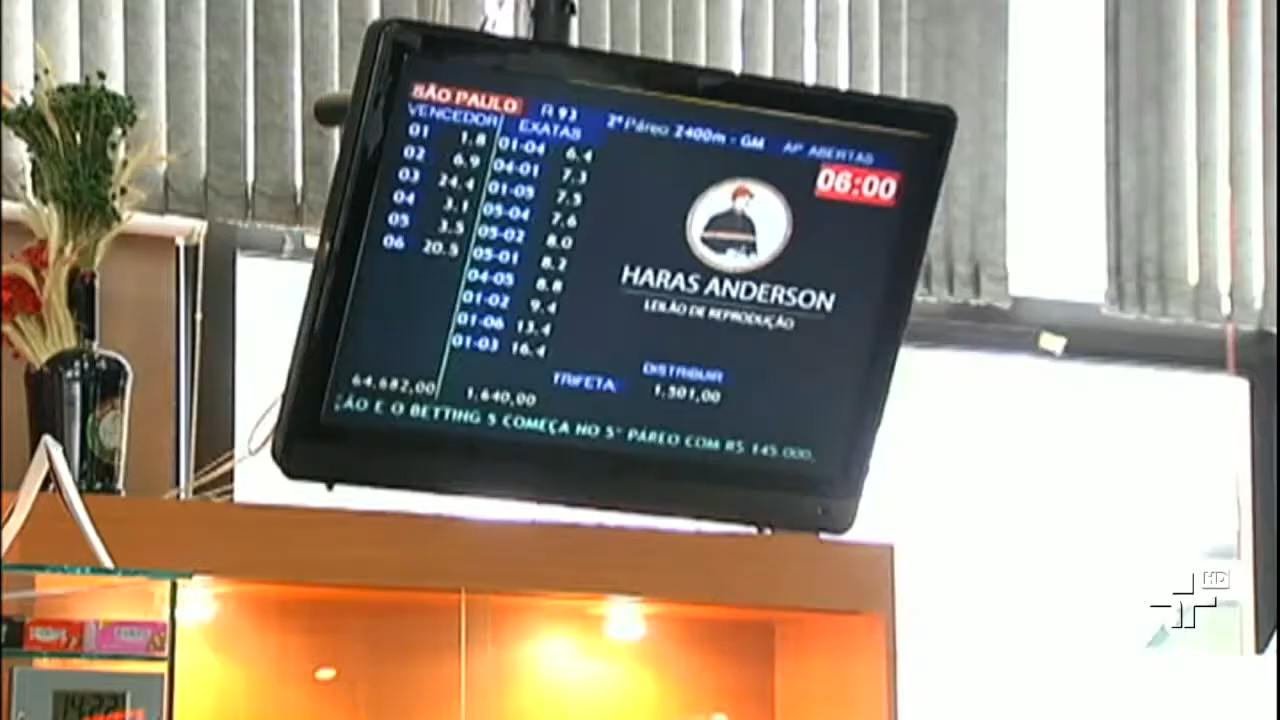 SÃO PAULO R 93 2º Páreo 2400m - GM AP ABERTAS
VENCEDOR EXATAS
06:00
01 1.8 01-04 6.4
02 6.9 04-01 7.3
03 24.4 01-05 7.5
04 3.1 05-04 7.6
05 3.5 05-02 8.0
06 20.5 05-01 8.2
04-05 8.8
01-02 9.4
01-06 13.4
01-03 16.4
HARAS ANDERSON
LEILÃO DE REPRODUÇÃO
TRIFETA DISTRIBUIR
64.682,00 1.640,00 1.501,00
ÇÃO E O BETTING 5 COMEÇA NO 5º PÁREO COM R$ 145.000,
HD
14:22